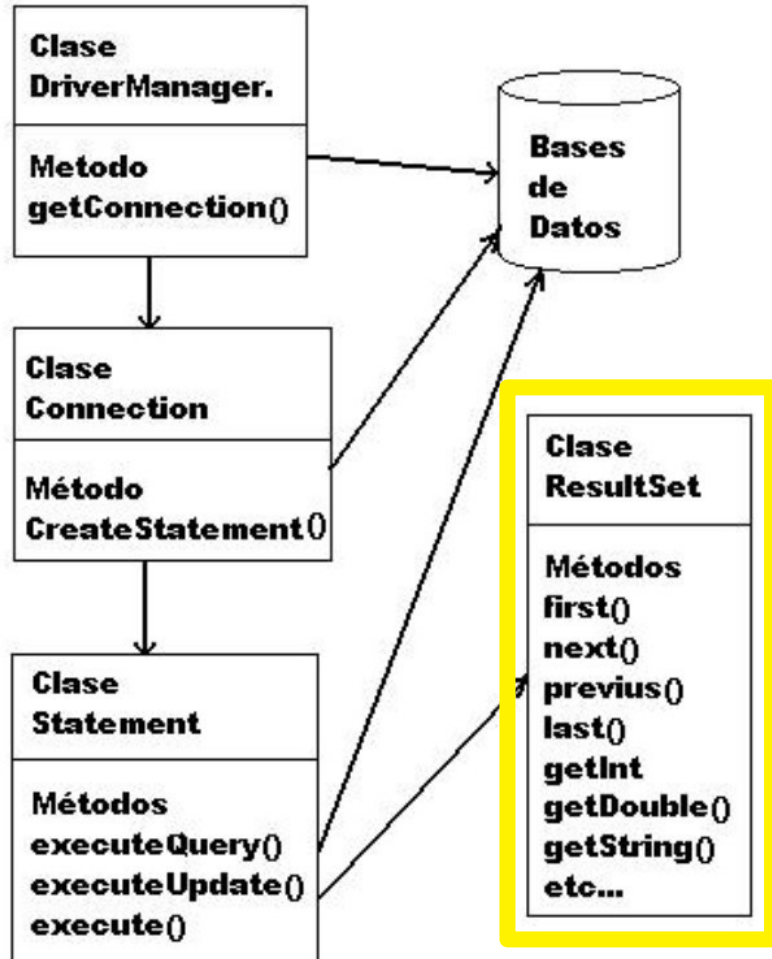 Clase
DriverManager.
Metodo
getConnection()
Bases
de
Datos
Clase
Connection
Método
CreateStatement()
Clase
Statement
Métodos
executeQuery()
executeUpdate()
execute()
Clase
ResultSet
Métodos
first()
next()
previus()
last()
getInt
getDouble()
getString()
etc...